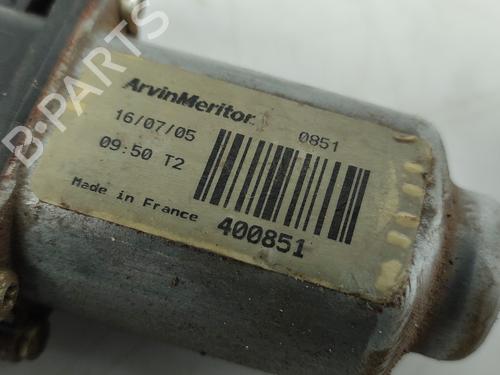 ArvinMeritor
16/07/05
0851
09:50 T2
Made in France
400851
B-PARTS